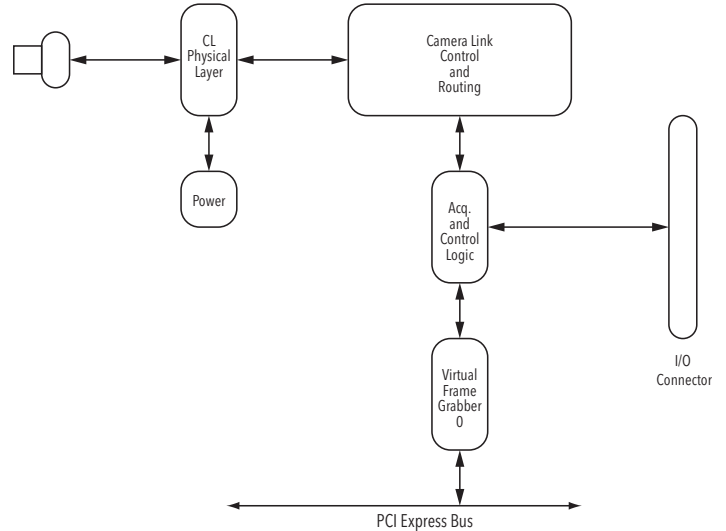 CL
Physical
Layer
Camera Link
Control
and
Routing
Power
Acq.
and
Control
Logic
I/O
Connector
Virtual
Frame
Grabber
0
PCI Express Bus